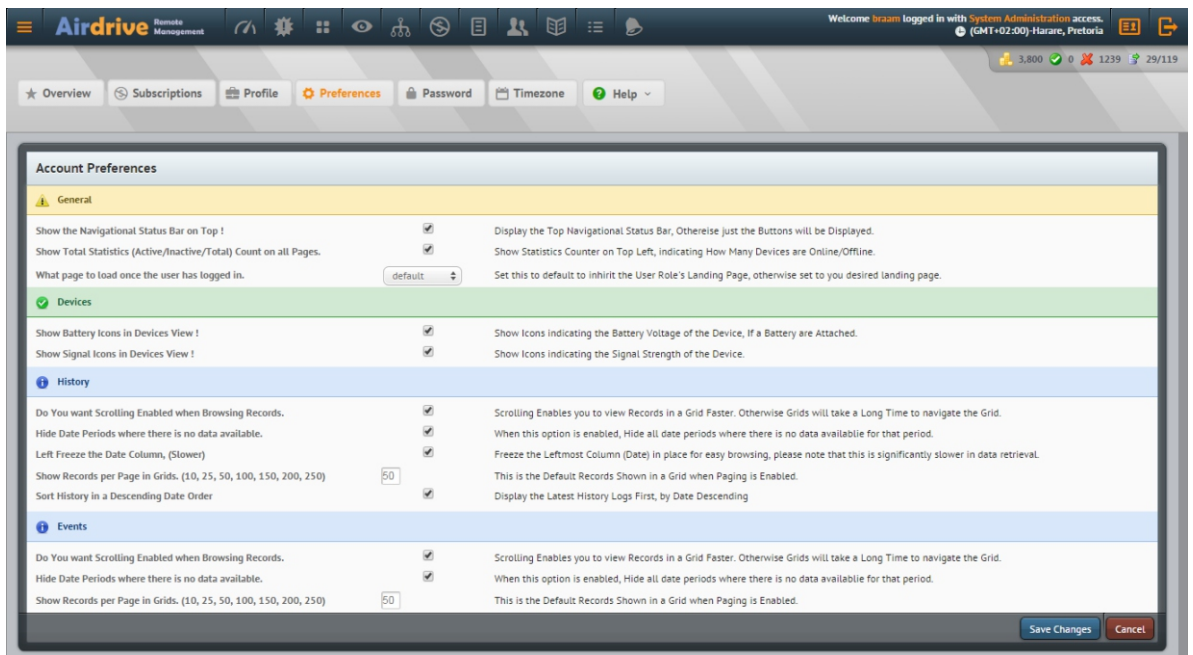 Airdrive Remote Management
Welcome braam logged in with System Administration access.
(GMT+02:00)-Harare, Pretoria
3,800 0 1239 29/119
Overview Subscriptions Profile Preferences Password Timezone Help
Account Preferences
General
Show the Navigational Status Bar on Top ! Display the Top Navigational Status Bar, Othereise just the Buttons will be Displayed.
Show Total Statistics (Active/Inactive/Total) Count on all Pages. Show Statistics Counter on Top Left, indicating How Many Devices are Online/Offline.
What page to load once the user has logged in. default Set this to default to inhirit the User Role's Landing Page, otherwise set to you desired landing page.
Devices
Show Battery Icons in Devices View ! Show Icons indicating the Battery Voltage of the Device, If a Battery are Attached.
Show Signal Icons in Devices View ! Show Icons indicating the Signal Strength of the Device.
History
Do You want Scrolling Enabled when Browsing Records. Scrolling Enables you to view Records in a Grid Faster. Otherwise Grids will take a Long Time to navigate the Grid.
Hide Date Periods where there is no data available. When this option is enabled, Hide all date periods where there is no data availablie for that period.
Left Freeze the Date Column, (Slower) Freeze the Leftmost Column (Date) in place for easy browsing, please note that this is significantly slower in data retrieval.
Show Records per Page in Grids. (10, 25, 50, 100, 150, 200, 250) 50 This is the Default Records Shown in a Grid when Paging is Enabled.
Sort History in a Descending Date Order Display the Latest History Logs First, by Date Descending
Events
Do You want Scrolling Enabled when Browsing Records. Scrolling Enables you to view Records in a Grid Faster. Otherwise Grids will take a Long Time to navigate the Grid.
Hide Date Periods where there is no data available. When this option is enabled, Hide all date periods where there is no data availablie for that period.
Show Records per Page in Grids. (10, 25, 50, 100, 150, 200, 250) 50 This is the Default Records Shown in a Grid when Paging is Enabled.
Save Changes Cancel